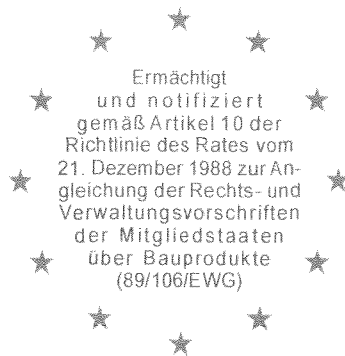 Ermächtigt
und notifiziert
gemäß Artikel 10 der
Richtlinie des Rates vom
21. Dezember 1988 zur An-
gleichung der Rechts- und
Verwaltungsvorschriften
der Mitgliedstaaten
über Bauprodukte
(89/106/EWG)